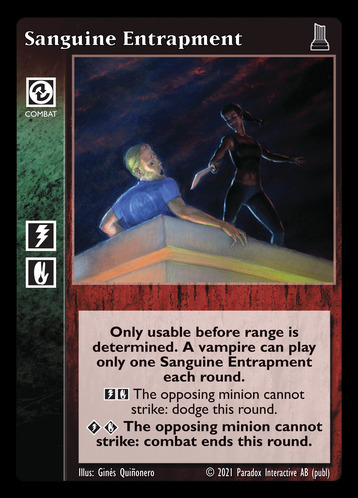 Sanguine Entrapment
COMBAT
Only usable before range is
determined. A vampire can play
only one Sanguine Entrapment
each round.
The opposing minion cannot
strike: dodge this round.
The opposing minion cannot
strike: combat ends this round.
Illus: Ginés Quiñonero © 2021 Paradox Interactive AB (publ)